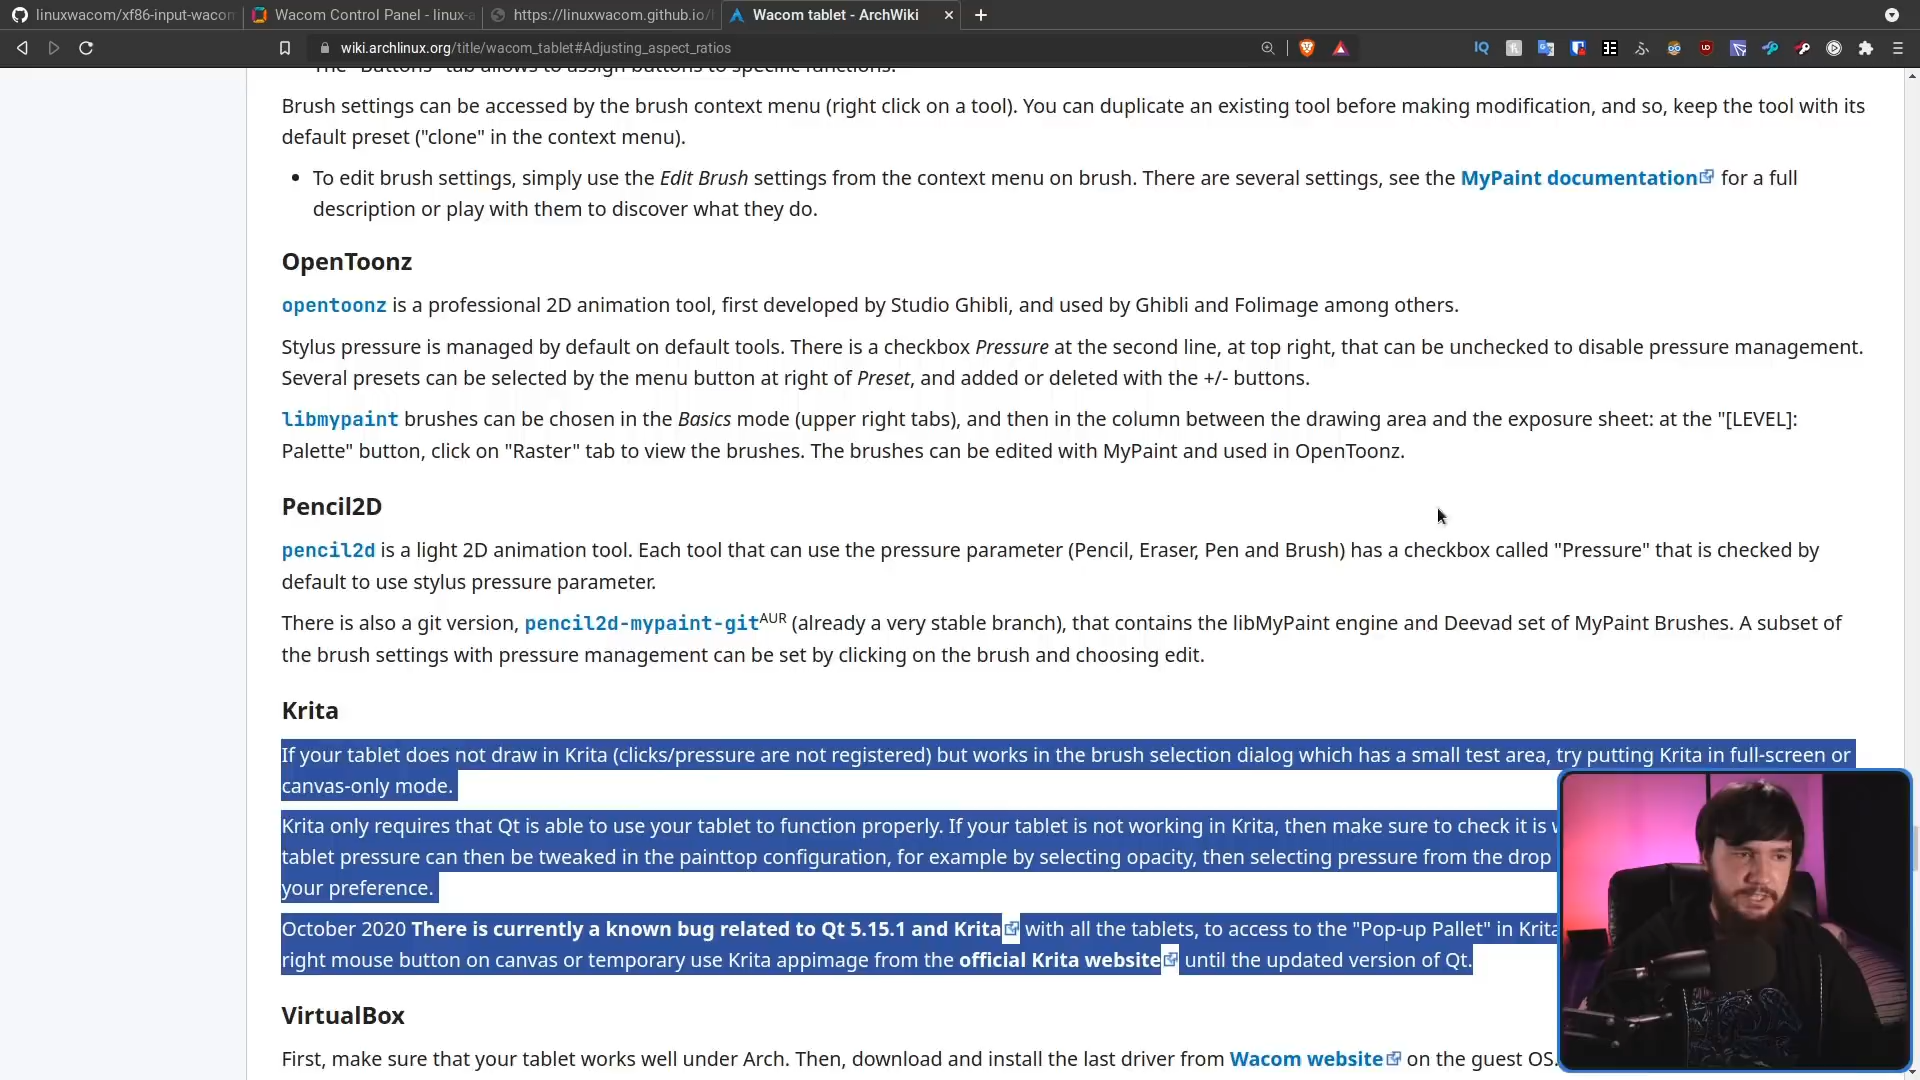 linuxwacom/xf86-input-wacom
Wacom Control Panel - linux-a
https://linuxwacom.github.io/
Wacom tablet - ArchWiki
wiki.archlinux.org/title/wacom_tablet#Adjusting_aspect_ratios
The "Buttons" tab allows to assign buttons to specific functions.
Brush settings can be accessed by the brush context menu (right click on a tool). You can duplicate an existing tool before making modification, and so, keep the tool with its
default preset ("clone" in the context menu).
• To edit brush settings, simply use the Edit Brush settings from the context menu on brush. There are several settings, see the MyPaint documentation for a full
description or play with them to discover what they do.
OpenToonz
opentoonz is a professional 2D animation tool, first developed by Studio Ghibli, and used by Ghibli and Folimage among others.
Stylus pressure is managed by default on default tools. There is a checkbox Pressure at the second line, at top right, that can be unchecked to disable pressure management.
Several presets can be selected by the menu button at right of Preset, and added or deleted with the +/- buttons.
libmypaint brushes can be chosen in the Basics mode (upper right tabs), and then in the column between the drawing area and the exposure sheet: at the "[LEVEL]:
Palette" button, click on "Raster" tab to view the brushes. The brushes can be edited with MyPaint and used in OpenToonz.
Pencil2D
pencil2d is a light 2D animation tool. Each tool that can use the pressure parameter (Pencil, Eraser, Pen and Brush) has a checkbox called "Pressure" that is checked by
default to use stylus pressure parameter.
There is also a git version, pencil2d-mypaint-git AUR (already a very stable branch), that contains the libMyPaint engine and Deevad set of MyPaint Brushes. A subset of
the brush settings with pressure management can be set by clicking on the brush and choosing edit.
Krita
If your tablet does not draw in Krita (clicks/pressure are not registered) but works in the brush selection dialog which has a small test area, try putting Krita in full-screen or
canvas-only mode.
Krita only requires that Qt is able to use your tablet to function properly. If your tablet is not working in Krita, then make sure to check it is
tablet pressure can then be tweaked in the painttop configuration, for example by selecting opacity, then selecting pressure from the drop
your preference.
October 2020 There is currently a known bug related to Qt 5.15.1 and Krita with all the tablets, to access to the "Pop-up Pallet" in Krita
right mouse button on canvas or temporary use Krita appimage from the official Krita website until the updated version of Qt.
VirtualBox
First, make sure that your tablet works well under Arch. Then, download and install the last driver from Wacom website on the guest OS.